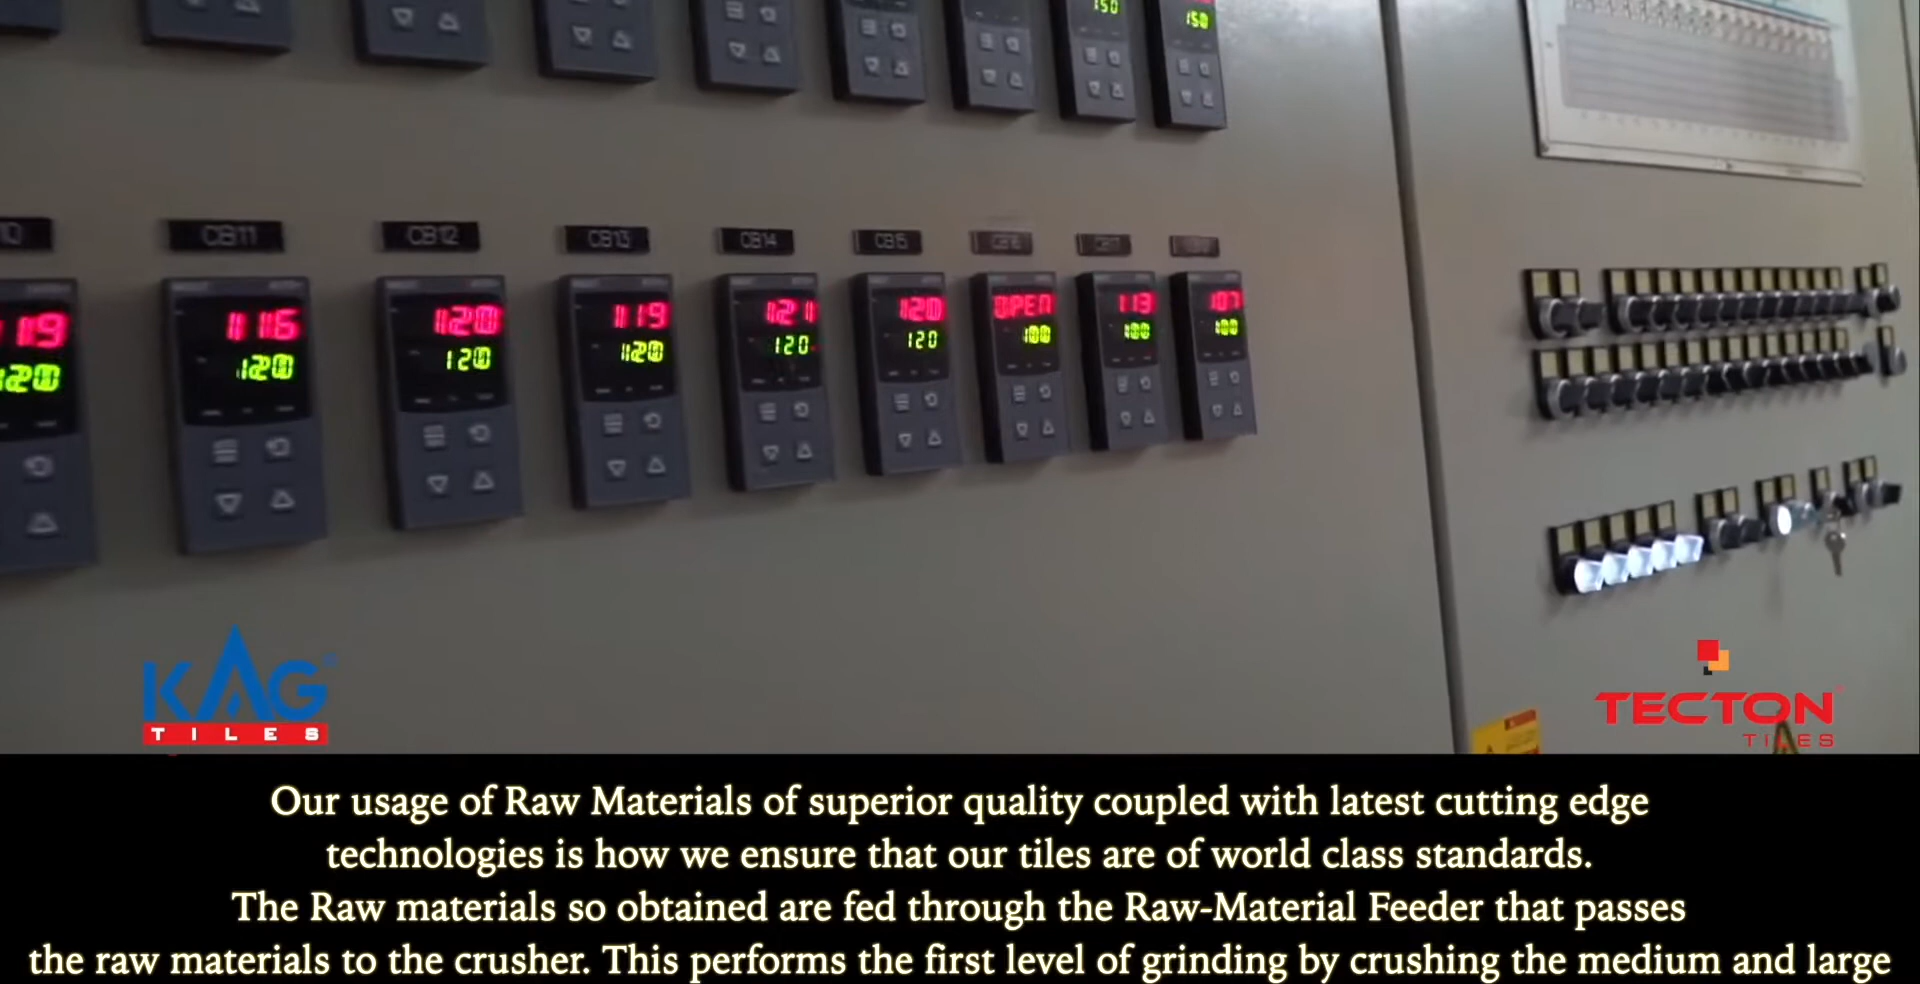 150
150
10
CB11
CB12
CB13
CB14
CB15
CB16
CB17
119
116
120
119
121
120
OPEN
113
107
120
120
120
120
120
120
100
100
100
KAG
TILES
TECTON
TILES
Our usage of Raw Materials of superior quality coupled with latest cutting edge
technologies is how we ensure that our tiles are of world class standards.
The Raw materials so obtained are fed through the Raw-Material Feeder that passes
the raw materials to the crusher. This performs the first level of grinding by crushing the medium and large